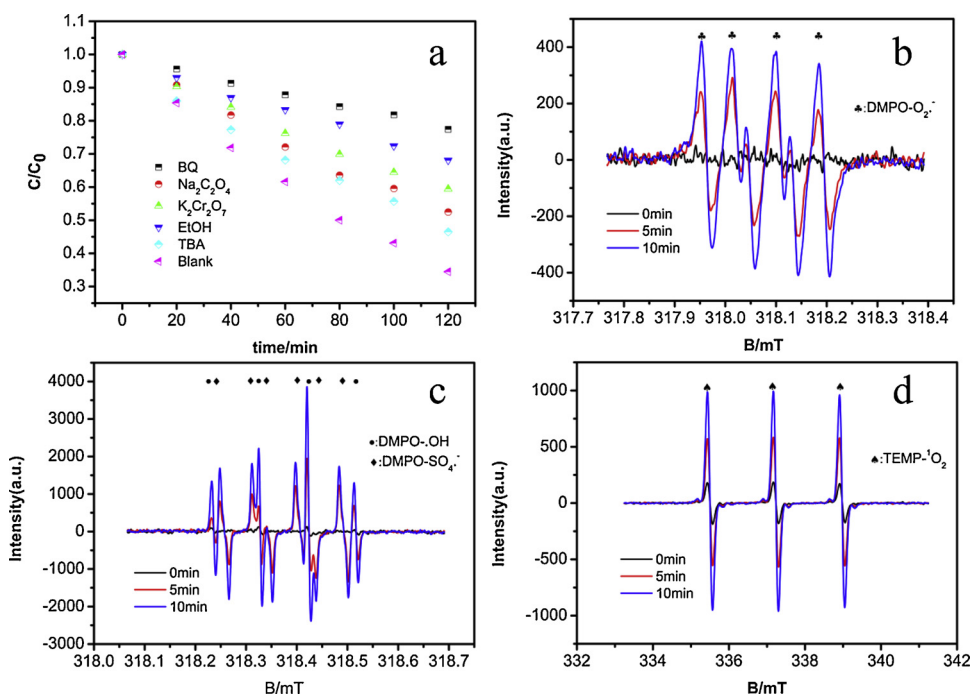 a
1.1
1.0
0.9
0.8
0.7
0.6
0.5
0.4
0.3
C/C₀
BQ
Na₂C₂O₄
K₂Cr₂O₇
EtOH
TBA
Blank
0 20 40 60 80 100 120
time/min
b
400
200
0
-200
-400
Intensity(a.u.)
♣:DMPO-O₂·⁻
0min
5min
10min
317.7 317.8 317.9 318.0 318.1 318.2 318.3 318.4
B/mT
c
4000
3000
2000
1000
0
-1000
-2000
-3000
Intensity(a.u.)
●:DMPO-·OH
♦:DMPO-SO₄·⁻
0min
5min
10min
318.0 318.1 318.2 318.3 318.4 318.5 318.6 318.7
B/mT
d
1000
500
0
-500
-1000
Intensity(a.u.)
♠:TEMP-¹O₂
0min
5min
10min
332 334 336 338 340 342
B/mT